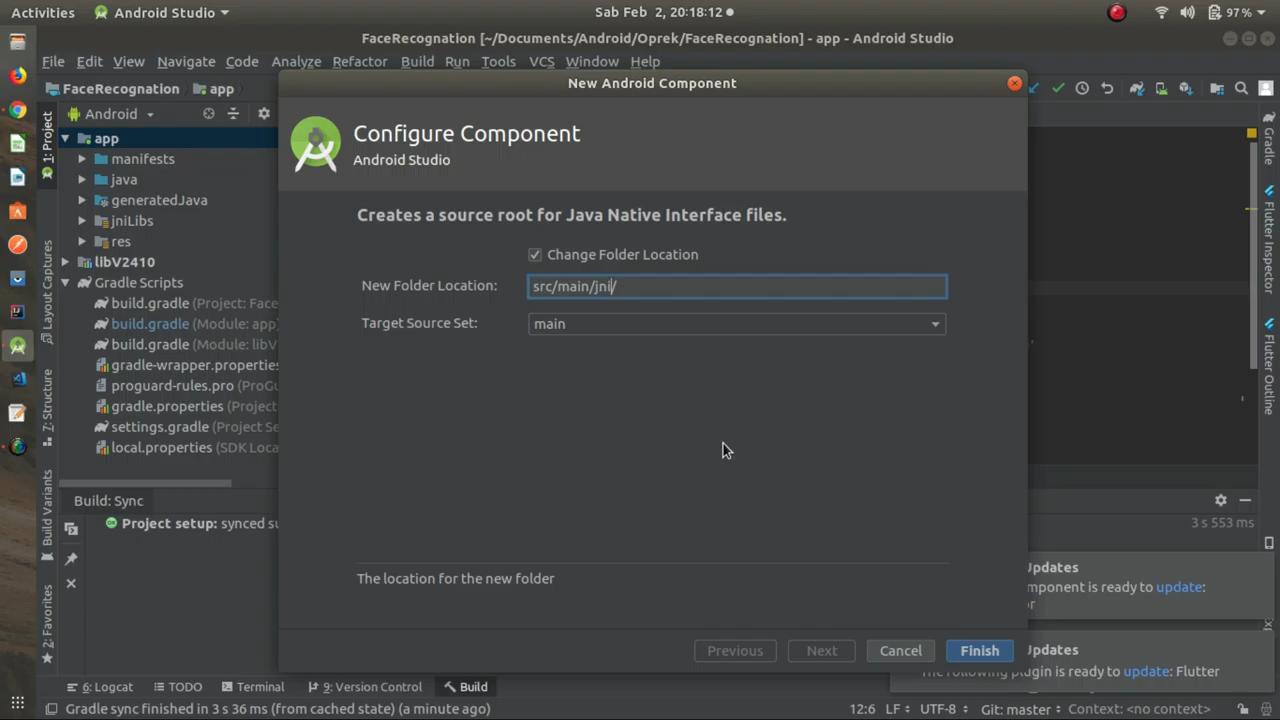 Activities
Android Studio
Sab Feb 2, 20:18:12
97%
FaceRecognation [~/Documents/Android/Oprek/FaceRecognation] - app - Android Studio
File Edit View Navigate Code Analyze Refactor Build Run Tools VCS Window Help
New Android Component
FaceRecognation
app
Android
Configure Component
Android Studio
1: Project
app
manifests
java
generatedJava
jniLibs
res
libV2410
Gradle Scripts
build.gradle (Project: Face
build.gradle (Module: app)
build.gradle (Module: libV
gradle-wrapper.properties
proguard-rules.pro (ProGu
gradle.properties (Project
settings.gradle (Project Se
local.properties (SDK Loca
Creates a source root for Java Native Interface files.
Change Folder Location
New Folder Location: src/main/jni/
Target Source Set: main
Layout Captures
7: Structure
Build Variants
2: Favorites
Gradle
Flutter Inspector
Flutter Outline
Build: Sync
Project setup: synced su
3 s 553 ms
The location for the new folder
Updates
mponent is ready to update:
or
Updates
The following plugin is ready to update: Flutter
Previous Next Cancel Finish
6: Logcat TODO Terminal 9: Version Control Build
Gradle sync finished in 3 s 36 ms (from cached state) (a minute ago)
12:6 LF UTF-8 Git: master Context: <no context>